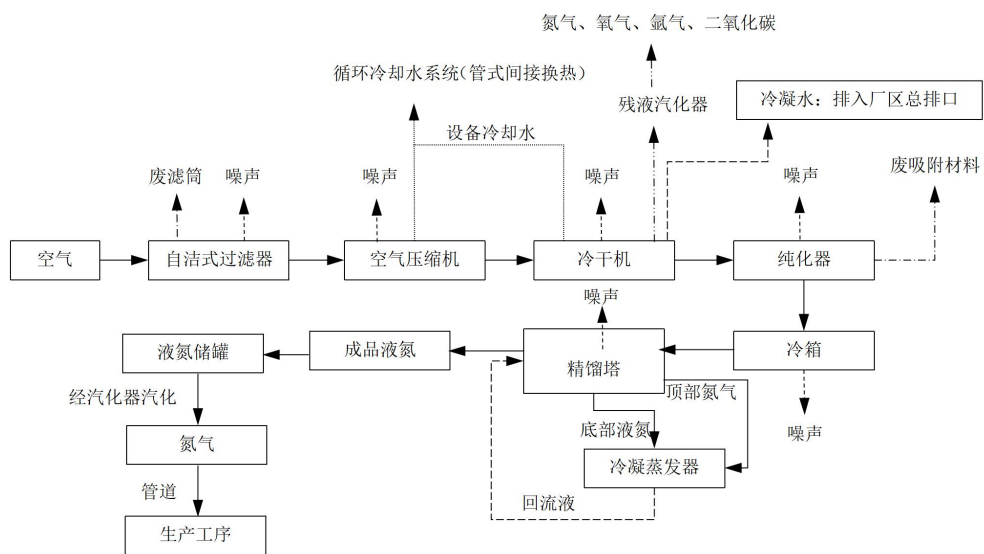 氮气、氧气、氩气、二氧化碳
循环冷却水系统（管式间接换热）
残液汽化器
冷凝水：排入厂区总排口
设备冷却水
废滤筒
噪声
噪声
噪声
噪声
废吸附材料
空气
自洁式过滤器
空气压缩机
冷干机
纯化器
噪声
液氮储罐
成品液氮
精馏塔
冷箱
经汽化器汽化
顶部氮气
底部液氮
噪声
氮气
冷凝蒸发器
管道
回流液
生产工序